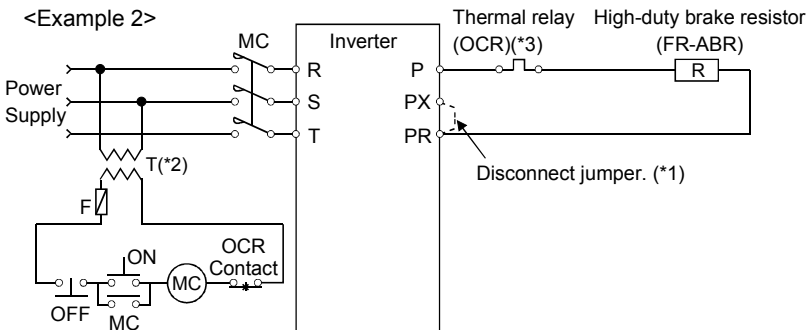 <Example 2>
MC
Inverter
Thermal relay
(OCR)(*3)
High-duty brake resistor
(FR-ABR)
Power
Supply
R
S
T
P
PX
PR
R
Disconnect jumper. (*1)
T(*2)
F
ON
OFF
MC
MC
OCR
Contact